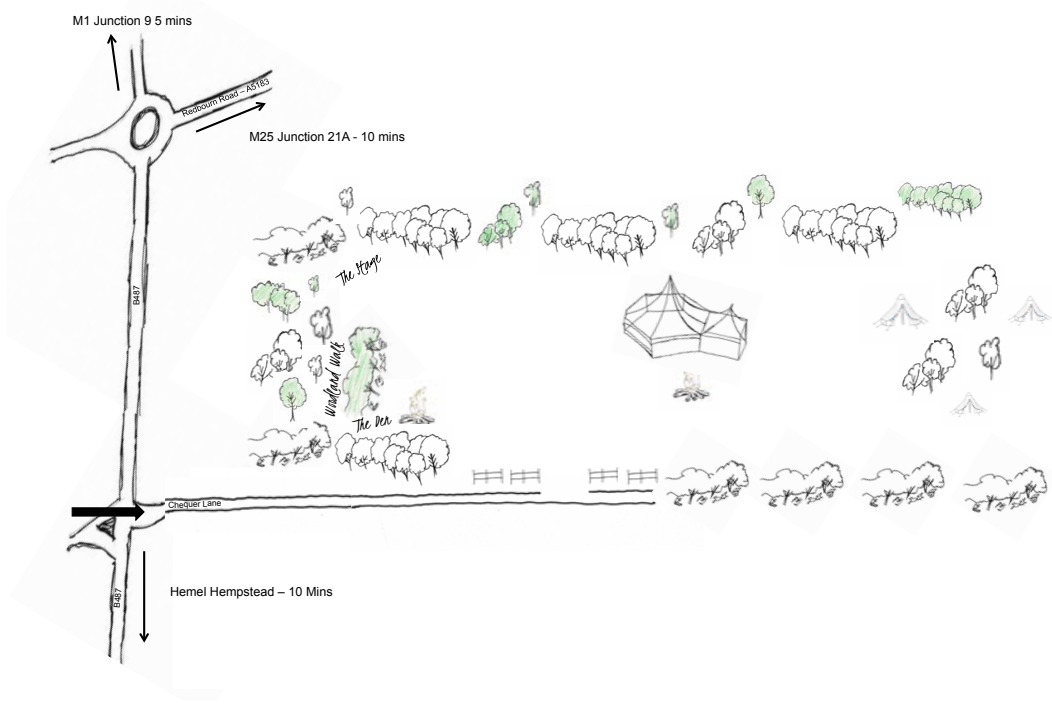 M1 Junction 9 5 mins
Redbourn Road – A5183
M25 Junction 21A - 10 mins
The Stage
B487
Woodland Walk
The Den
Chequer Lane
B487
Hemel Hempstead – 10 Mins